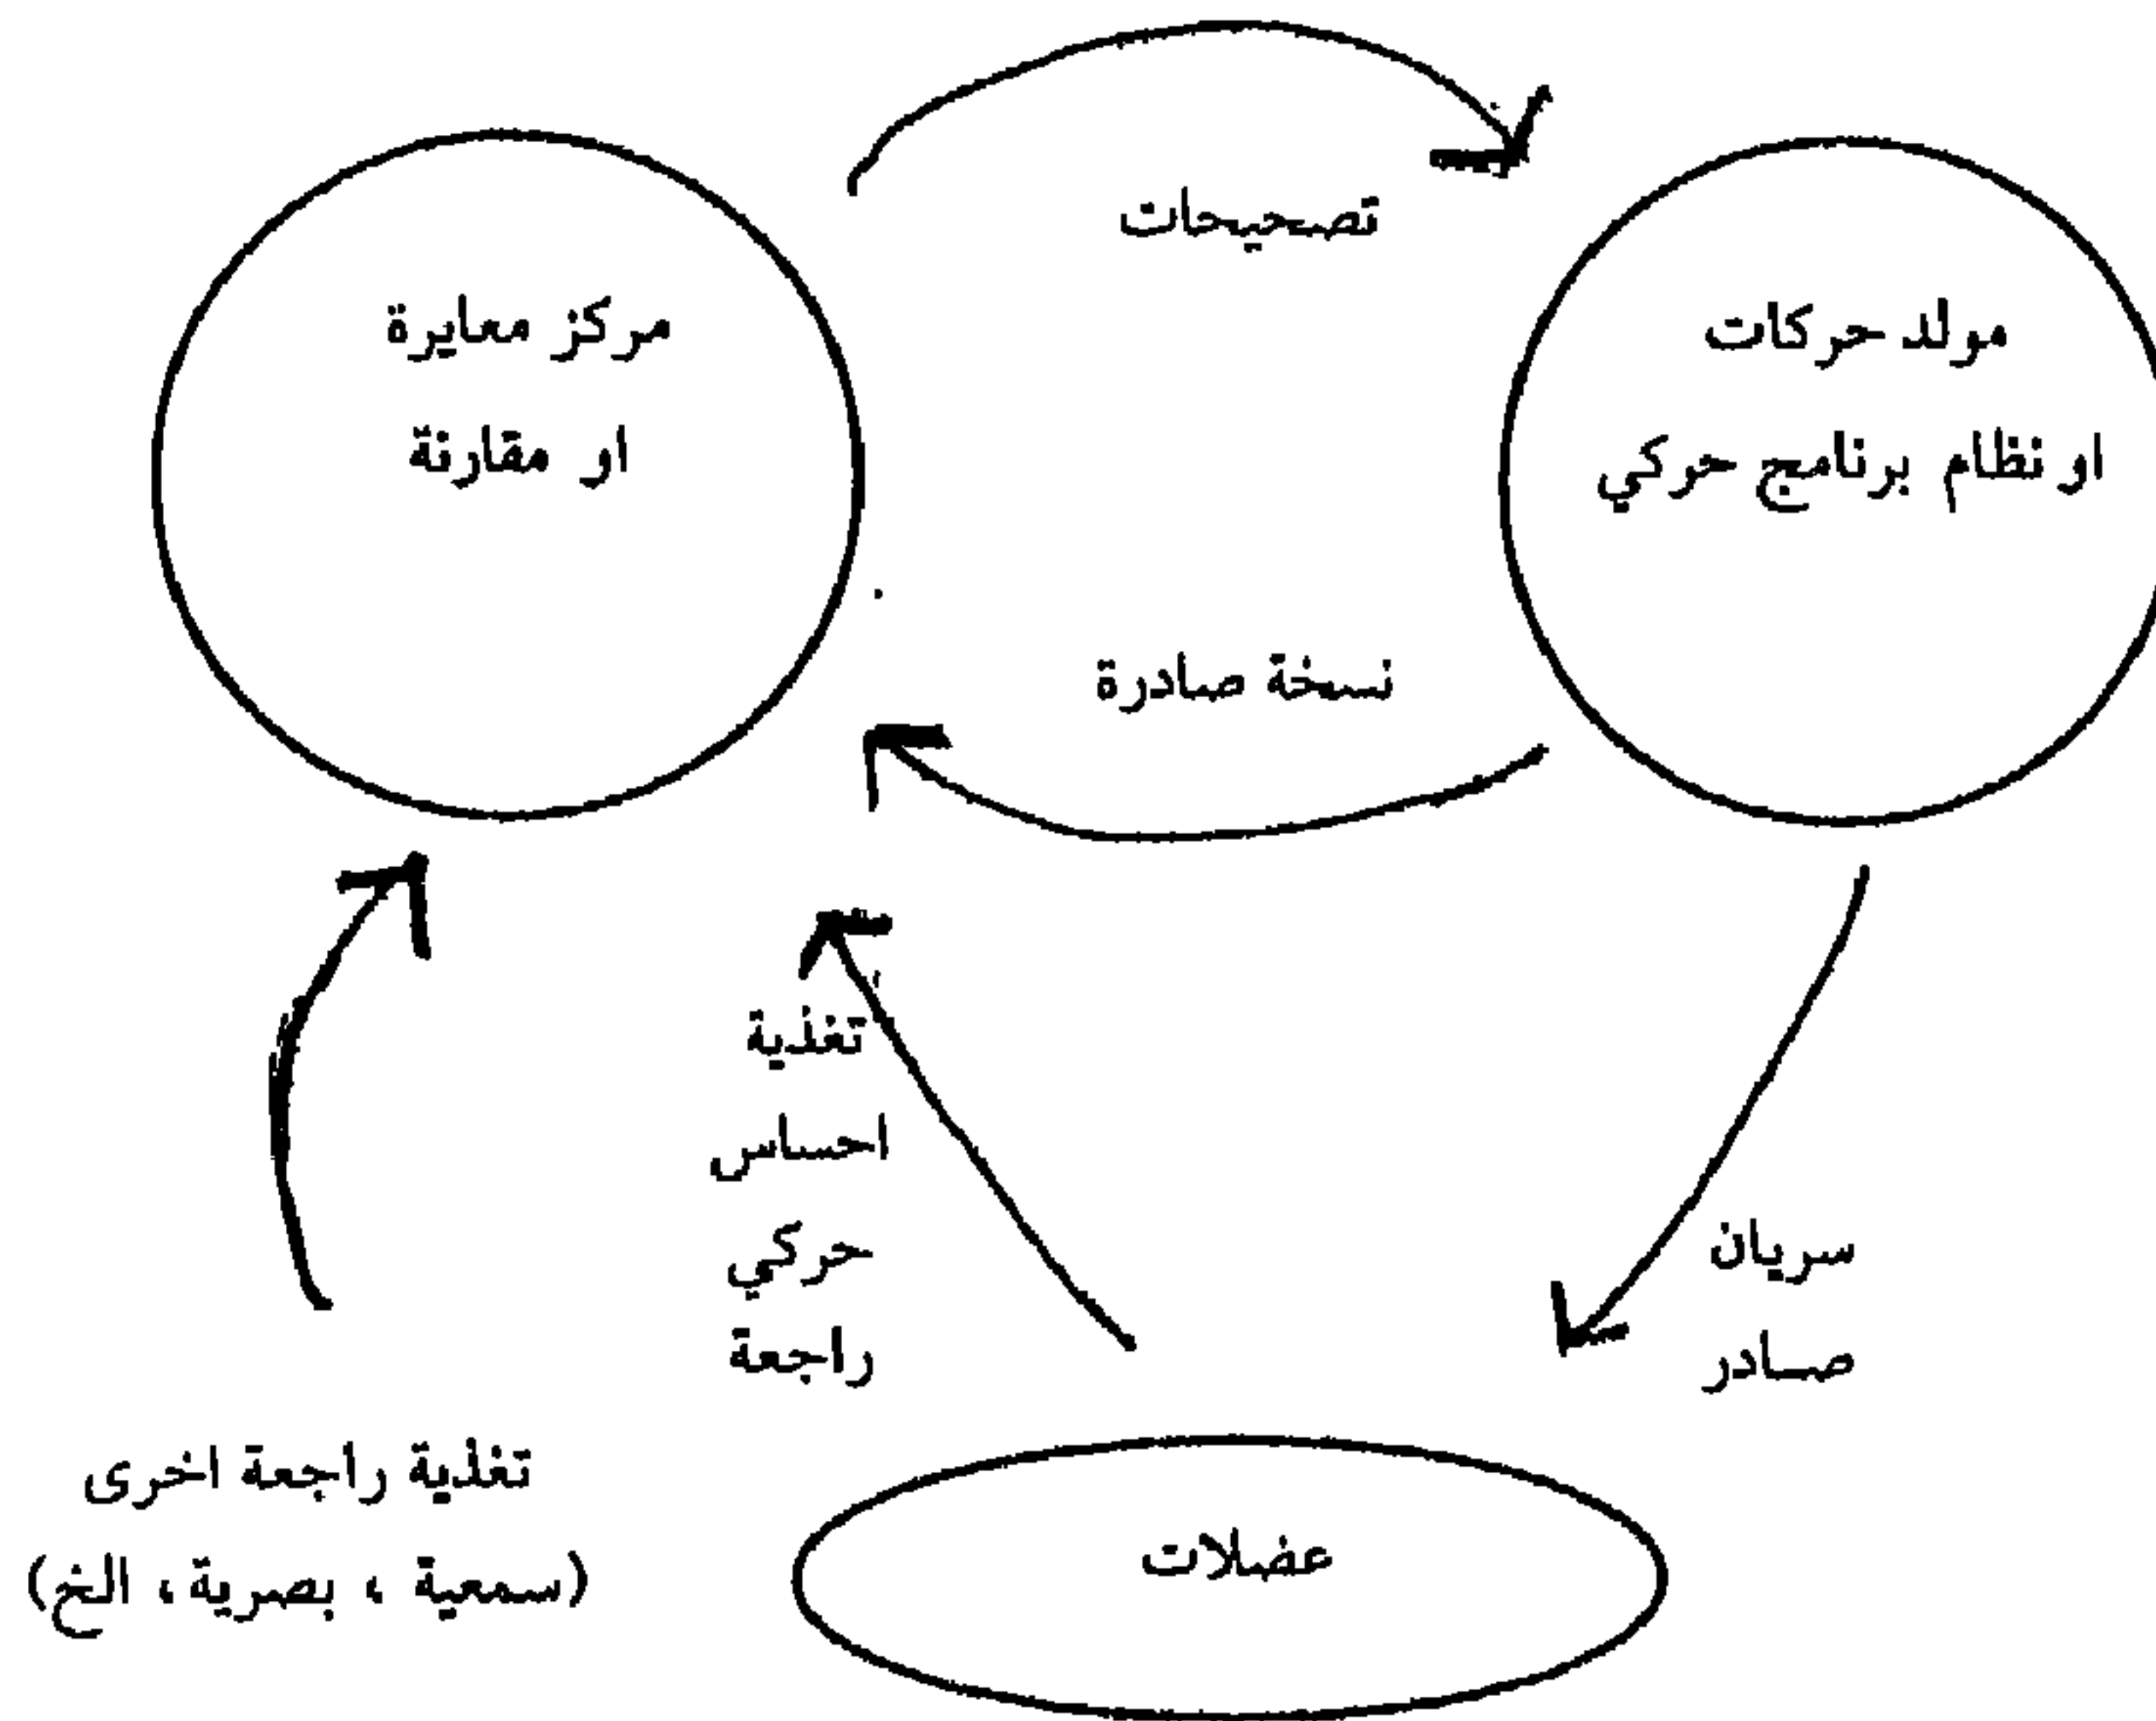 تصحيحات
مولد حركات
او نظام برنامج حركي
مركز معايرة
او مقارنة
نسخة صادرة
تغذية
احساس
حركي
راجعة
سريان
صادر
عضلات
تغذية راجعة اخرى
(سمعية ، بصرية، الخ)